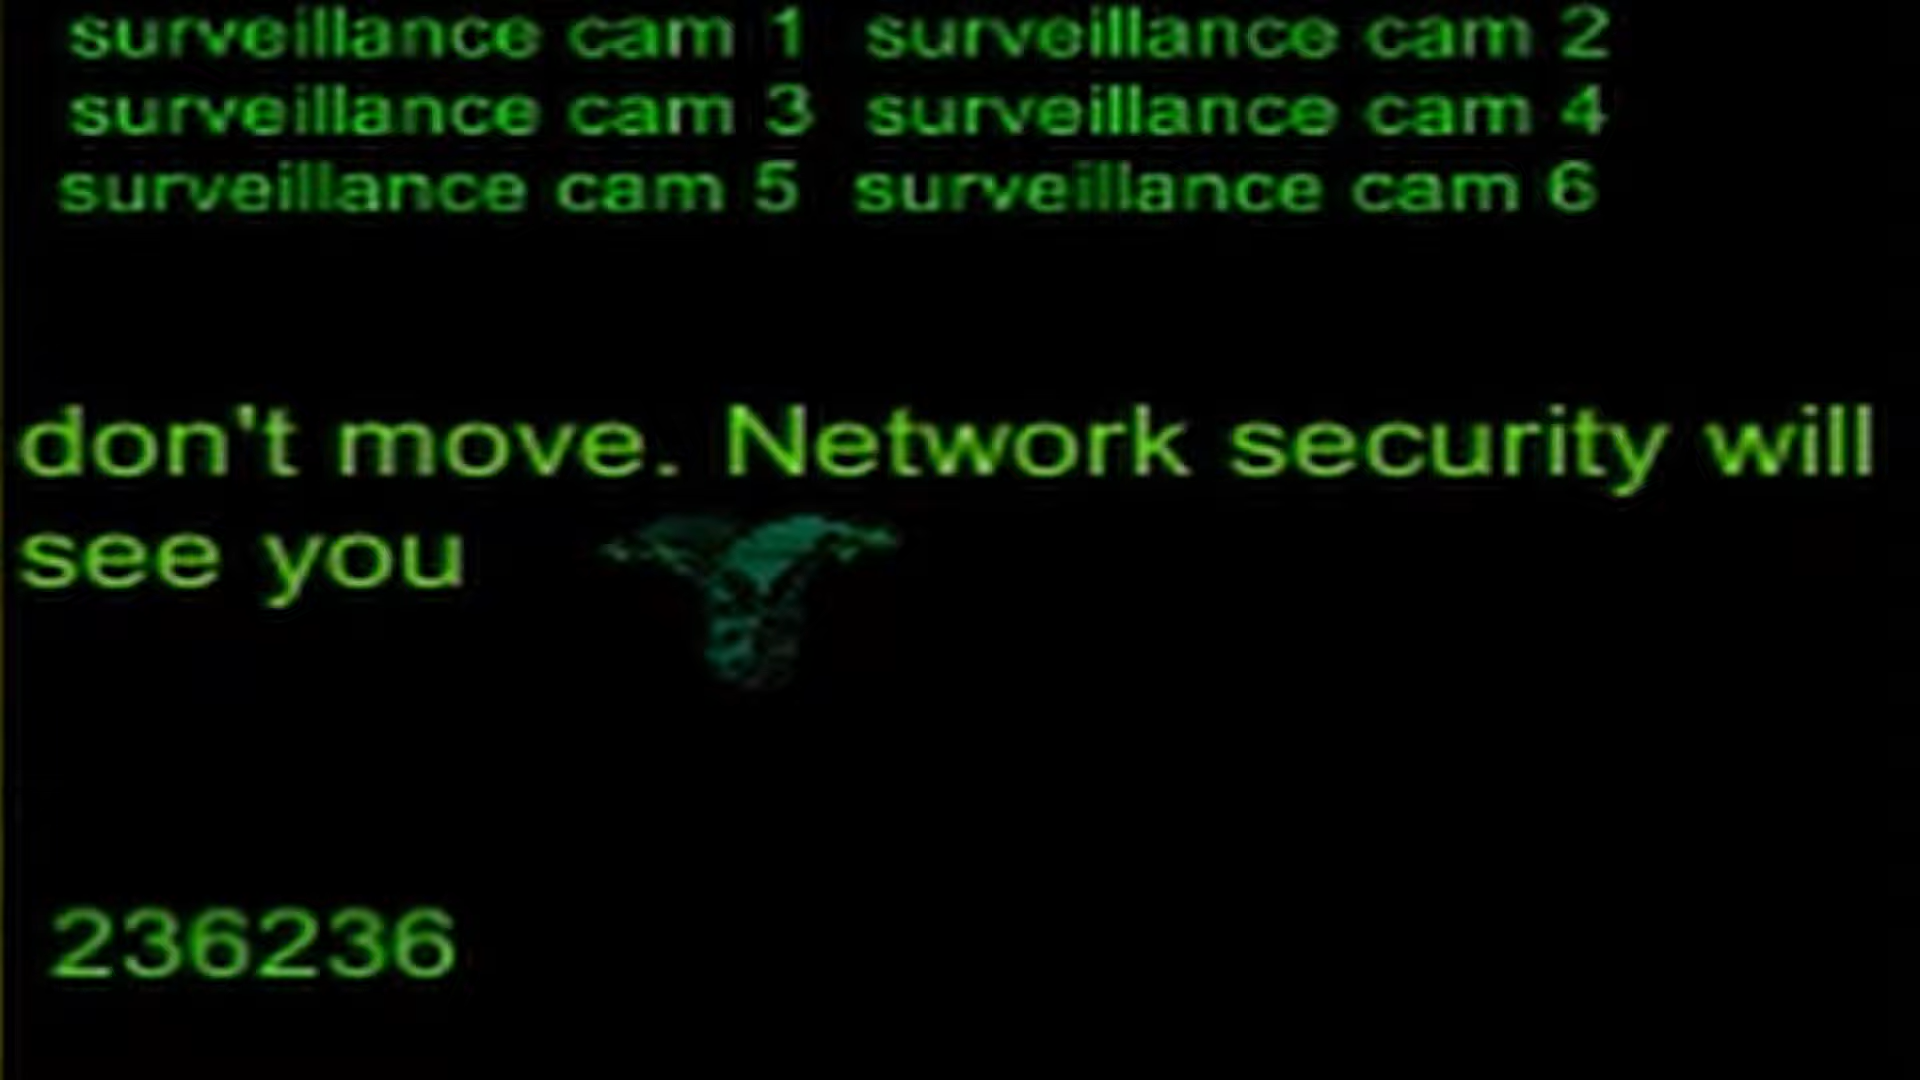 surveillance cam 1 surveillance cam 2
surveillance cam 3 surveillance cam 4
surveillance cam 5 surveillance cam 6
don't move. Network security will
see you
236236